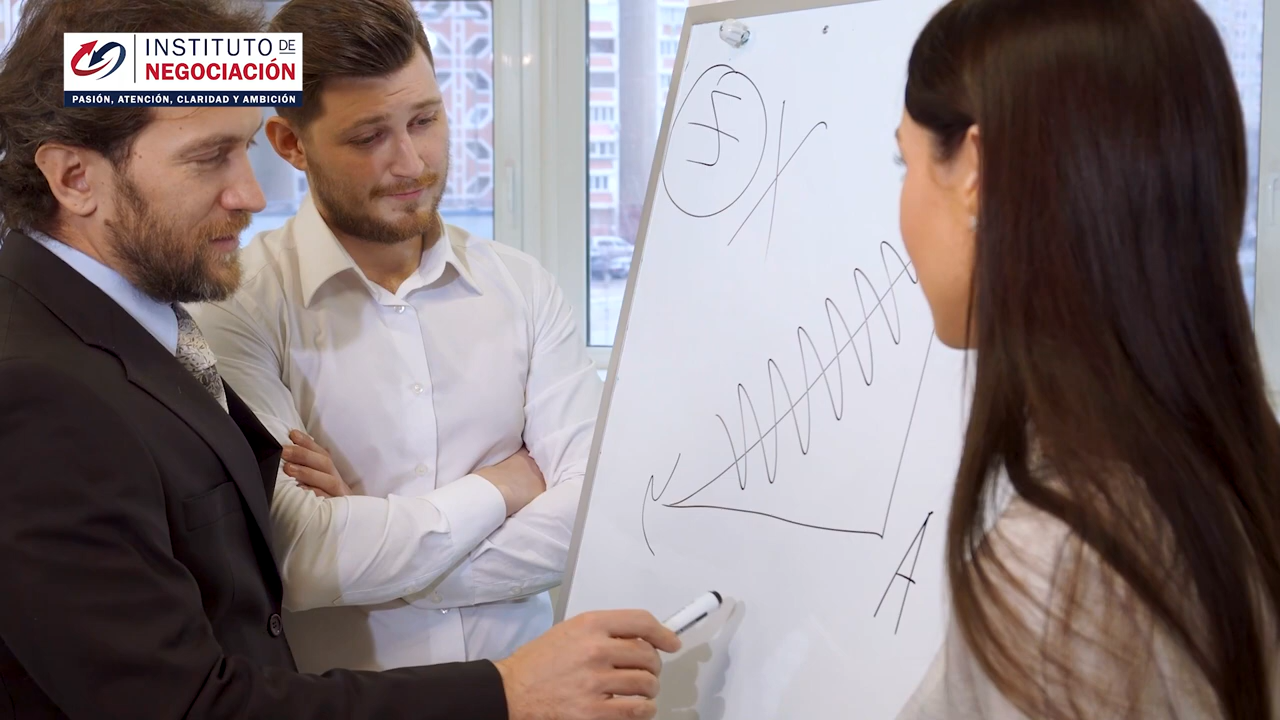 INSTITUTO DE
NEGOCIACIÓN
PASIÓN, ATENCIÓN, CLARIDAD Y AMBICIÓN
A